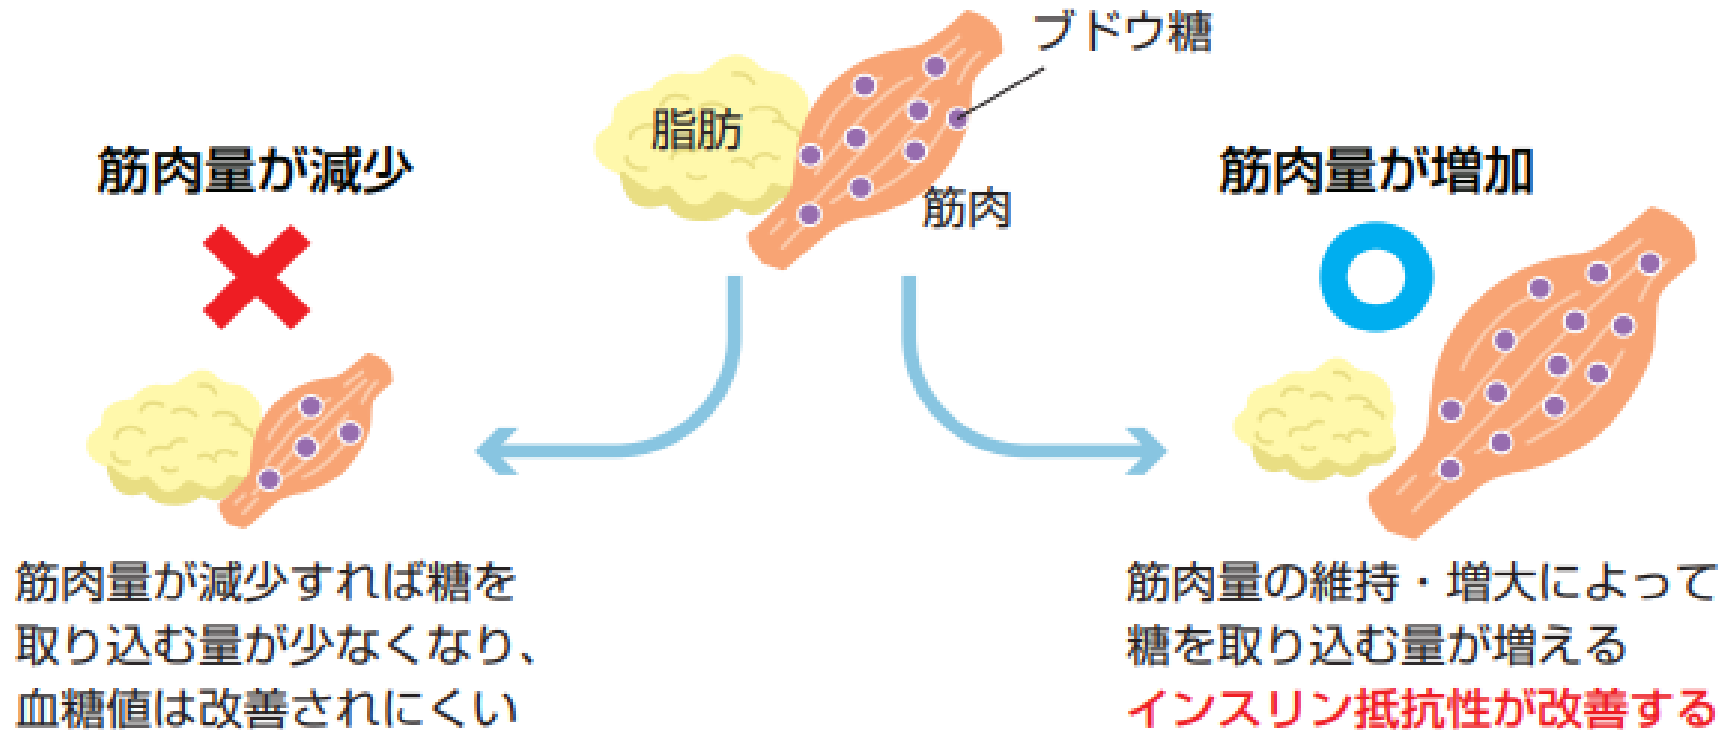 ブドウ糖
脂肪
筋肉
筋肉量が減少
筋肉量が減少すれば糖を
取り込む量が少なくなり、
血糖値は改善されにくい
筋肉量が増加
筋肉量の維持・増大によって
糖を取り込む量が増える
インスリン抵抗性が改善する